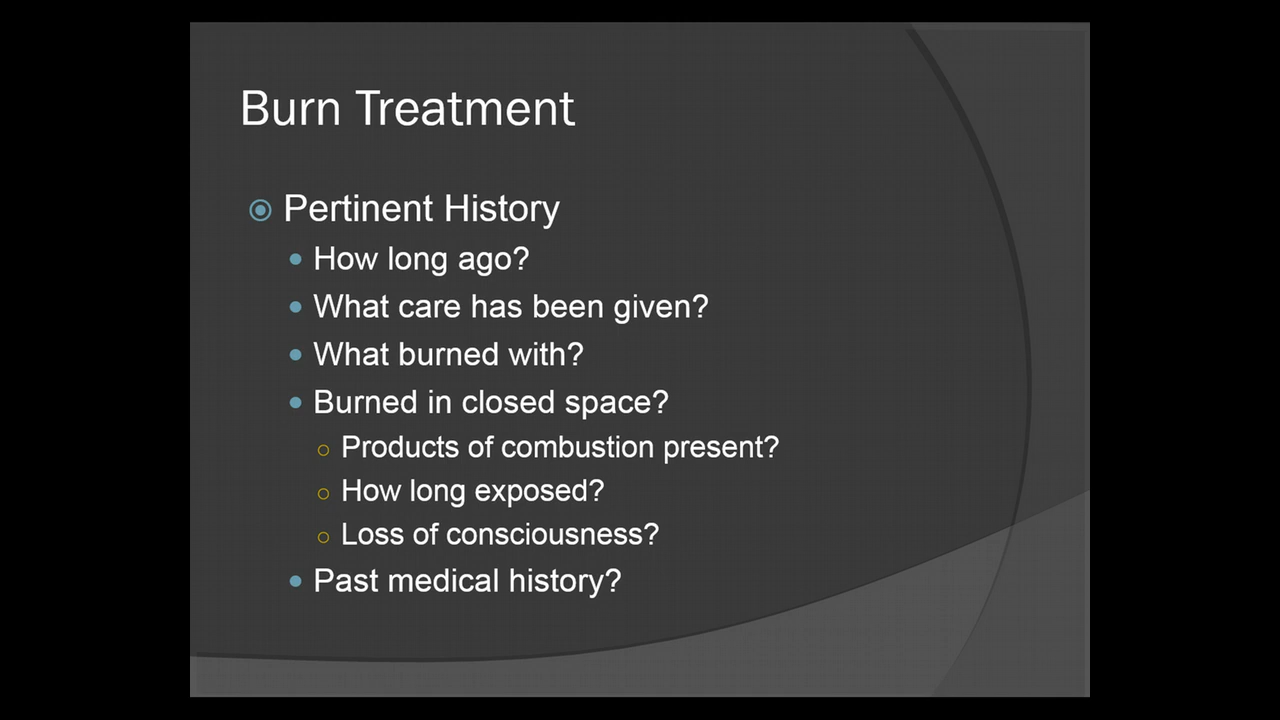 Burn Treatment
Pertinent History
How long ago?
What care has been given?
What burned with?
Burned in closed space?
Products of combustion present?
How long exposed?
Loss of consciousness?
Past medical history?